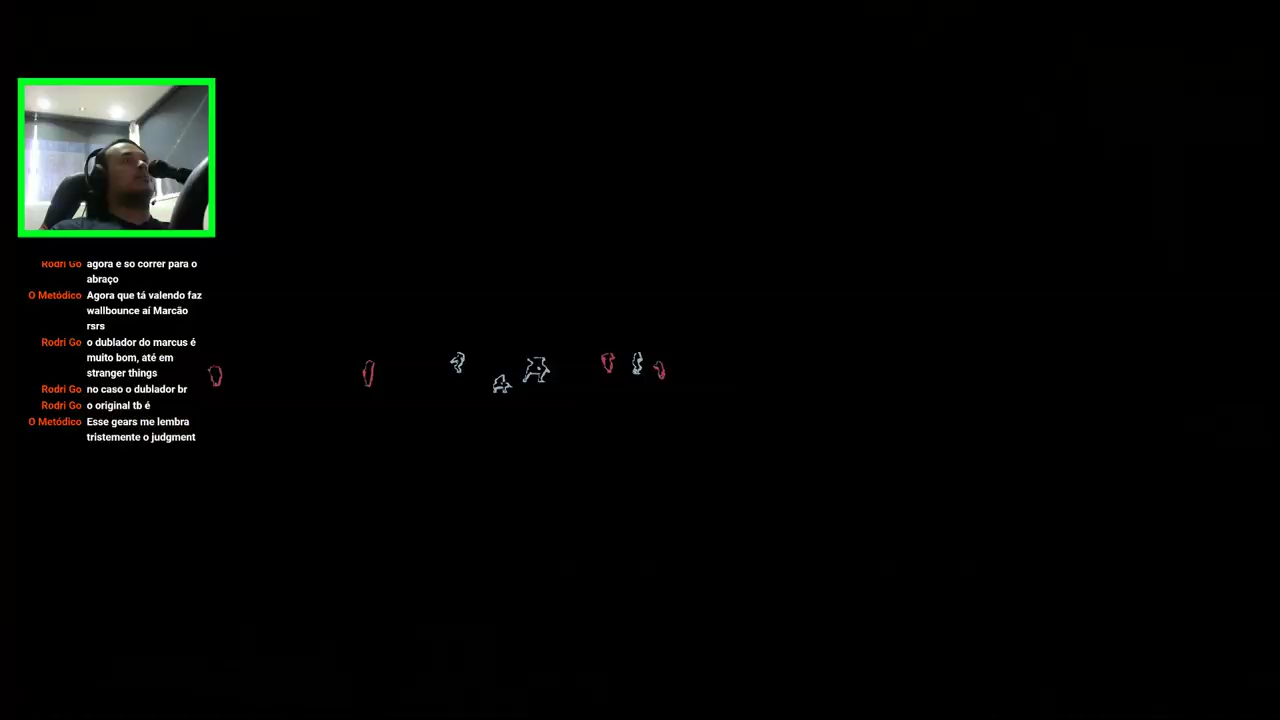 Rodri Go agora e so correr para o
abraço
O Metódico Agora que tá valendo faz
wallbounce aí Marcão
rsrs
Rodri Go o dublador do marcus é
muito bom, até em
stranger things
Rodri Go no caso o dublador br
Rodri Go o original tb é
O Metódico Esse gears me lembra
tristemente o judgment